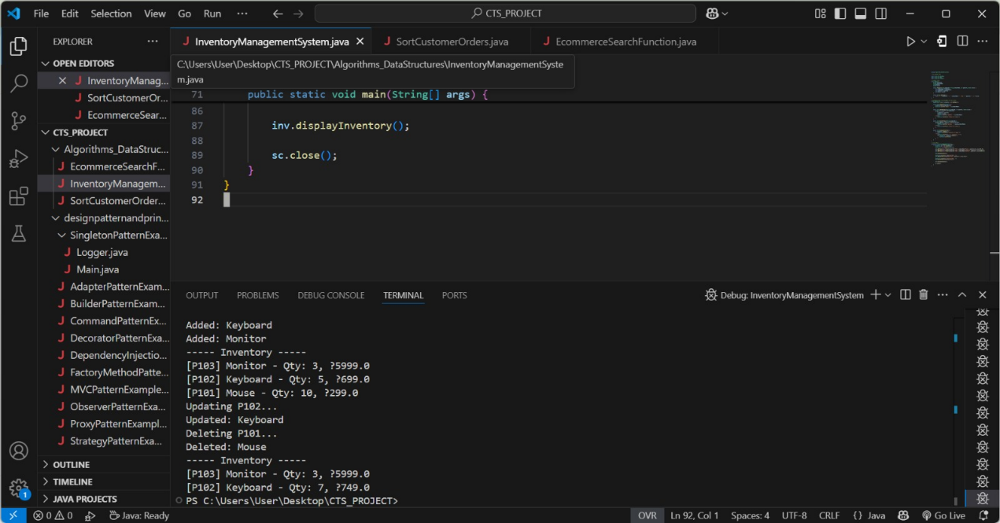 File Edit Selection View Go Run ··· CTS_PROJECT
EXPLORER ···
OPEN EDITORS
InventoryManag...
SortCustomerOr...
EcommerceSear...
CTS_PROJECT
Algorithms_DataStruc...
EcommerceSearchF...
InventoryManagem...
SortCustomerOrder...
designpatternandprin...
SingletonPatternExa...
Logger.java
Main.java
AdapterPatternExam...
BuilderPatternExam...
CommandPatternEx...
DecoratorPatternExa...
DependencyInjectio...
FactoryMethodPatte...
MVCPatternExample...
ObserverPatternExa...
ProxyPatternExampl...
StrategyPatternExa...
OUTLINE
TIMELINE
JAVA PROJECTS
InventoryManagementSystem.java SortCustomerOrders.java EcommerceSearchFunction.java
C:\Users\User\Desktop\CTS_PROJECT\Algorithms_DataStructures\InventoryManagementSyste
m.java
71 public static void main(String[] args) {
86
87 inv.displayInventory();
88
89 sc.close();
90 }
91 }
92
OUTPUT PROBLEMS DEBUG CONSOLE TERMINAL PORTS Debug: InventoryManagementSystem
Added: Keyboard
Added: Monitor
----- Inventory -----
[P103] Monitor - Qty: 3, ?5999.0
[P102] Keyboard - Qty: 5, ?699.0
[P101] Mouse - Qty: 10, ?299.0
Updating P102...
Updated: Keyboard
Deleting P101...
Deleted: Mouse
----- Inventory -----
[P103] Monitor - Qty: 3, ?5999.0
[P102] Keyboard - Qty: 7, ?749.0
PS C:\Users\User\Desktop\CTS_PROJECT>
1
0 0 Java: Ready OVR Ln 92, Col 1 Spaces: 4 UTF-8 CRLF {} Java Go Live